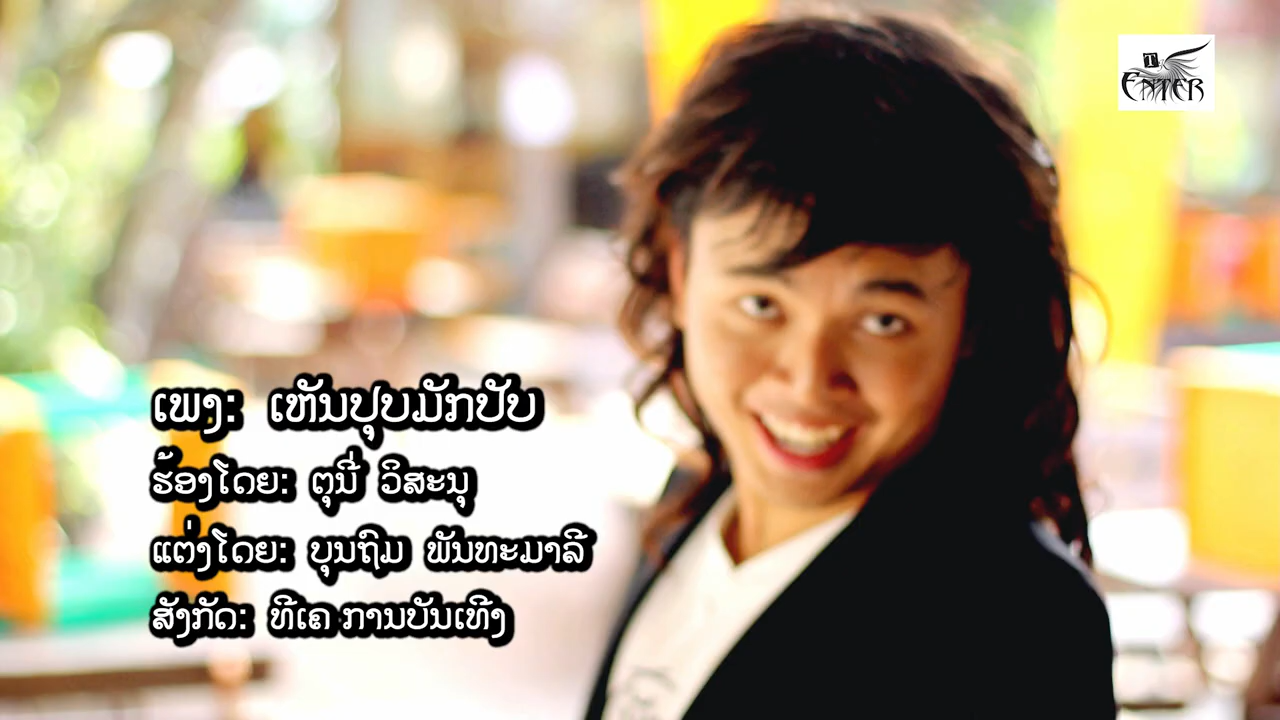 T
ENTER
ເພງ: ເຫັນປຸບມັກປັບ
ຮ້ອງໂດຍ: ຕຸນີ່ ວິສະນຸ
ແຕ່ງໂດຍ: ບຸນຖົມ ພັນທະມາລີ
ສັງກັດ: ທີເຄ ການບັນເທີງ